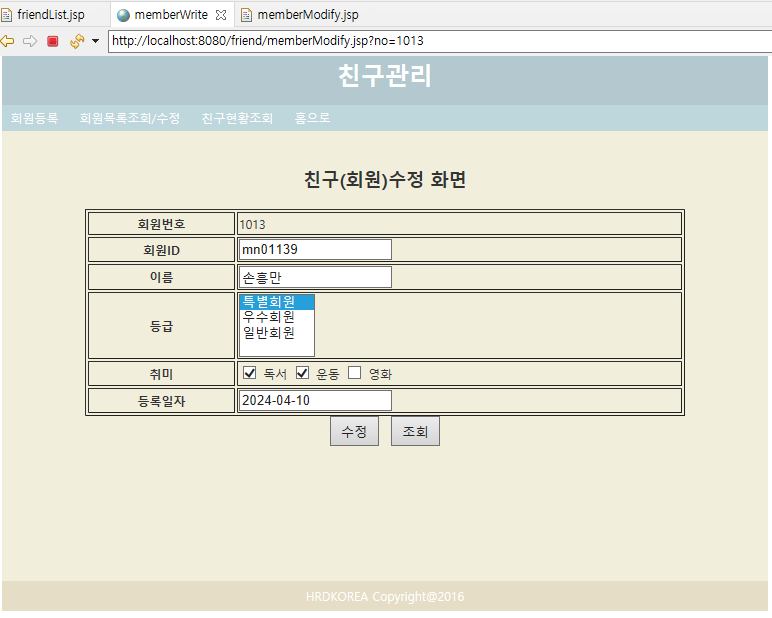 friendList.jsp memberWrite memberModify.jsp
http://localhost:8080/friend/memberModify.jsp?no=1013
친구관리
회원등록 회원목록조회/수정 친구현황조회 홈으로
친구(회원)수정 화면
회원번호 1013
회원ID mn01139
이름 손흥만
등급 특별회원
우수회원
일반회원
취미 독서 운동 영화
등록일자 2024-04-10
수정 조회
HRDKOREA Copyright@2016